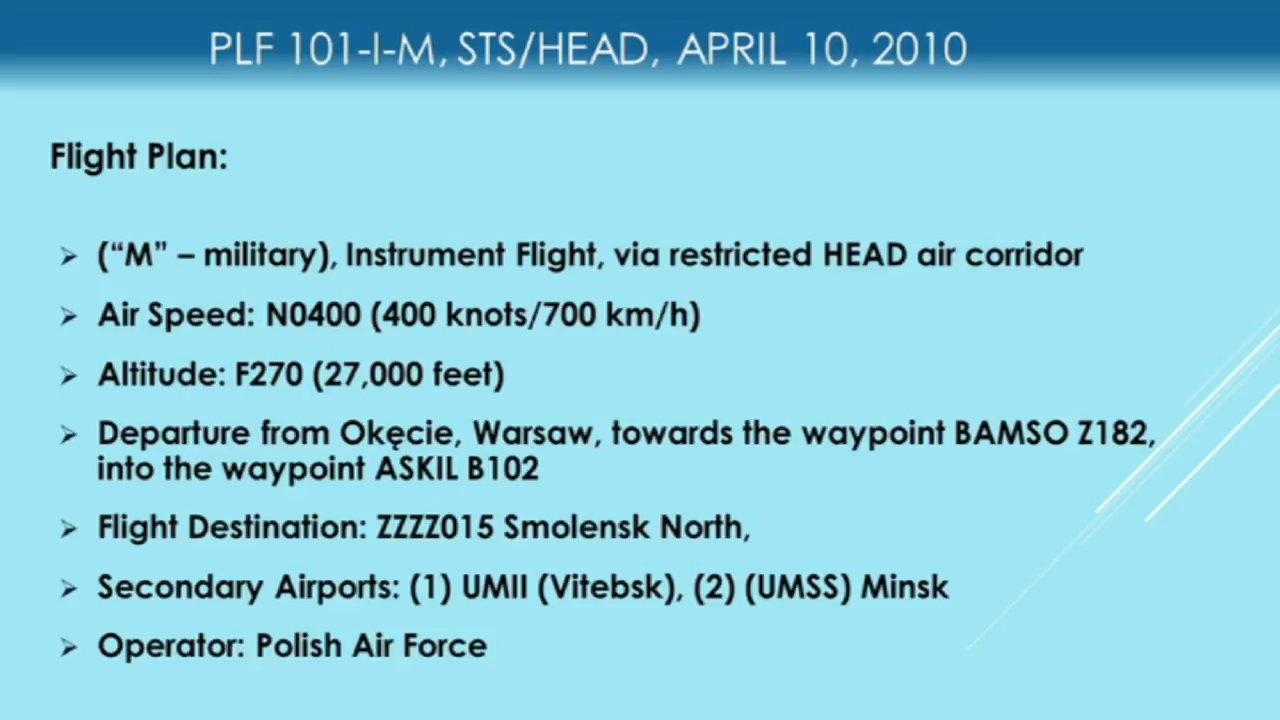 PLF 101-I-M, STS/HEAD, APRIL 10, 2010
Flight Plan:
➢ (“M” – military), Instrument Flight, via restricted HEAD air corridor
➢ Air Speed: N0400 (400 knots/700 km/h)
➢ Altitude: F270 (27,000 feet)
➢ Departure from Okęcie, Warsaw, towards the waypoint BAMSO Z182,
into the waypoint ASKIL B102
➢ Flight Destination: ZZZZ015 Smolensk North,
➢ Secondary Airports: (1) UMII (Vitebsk), (2) (UMSS) Minsk
➢ Operator: Polish Air Force